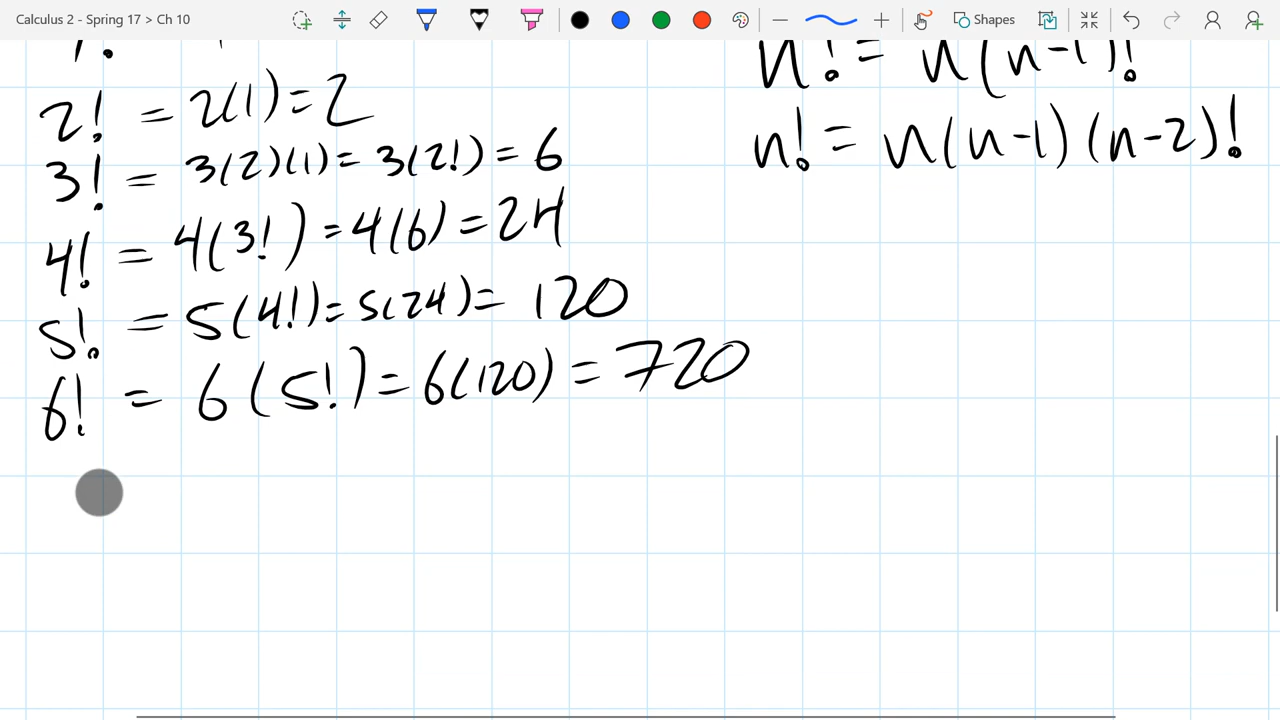 Calculus 2 - Spring 17 > Ch 10
Shapes
1!
2! = 2(1) = 2
3! = 3(2)(1) = 3(2!) = 6
4! = 4(3!) = 4(6) = 24
5! = 5(4!) = 5(24) = 120
6! = 6(5!) = 6(120) = 720
n! = n(n-1)!
n! = n(n-1)(n-2)!